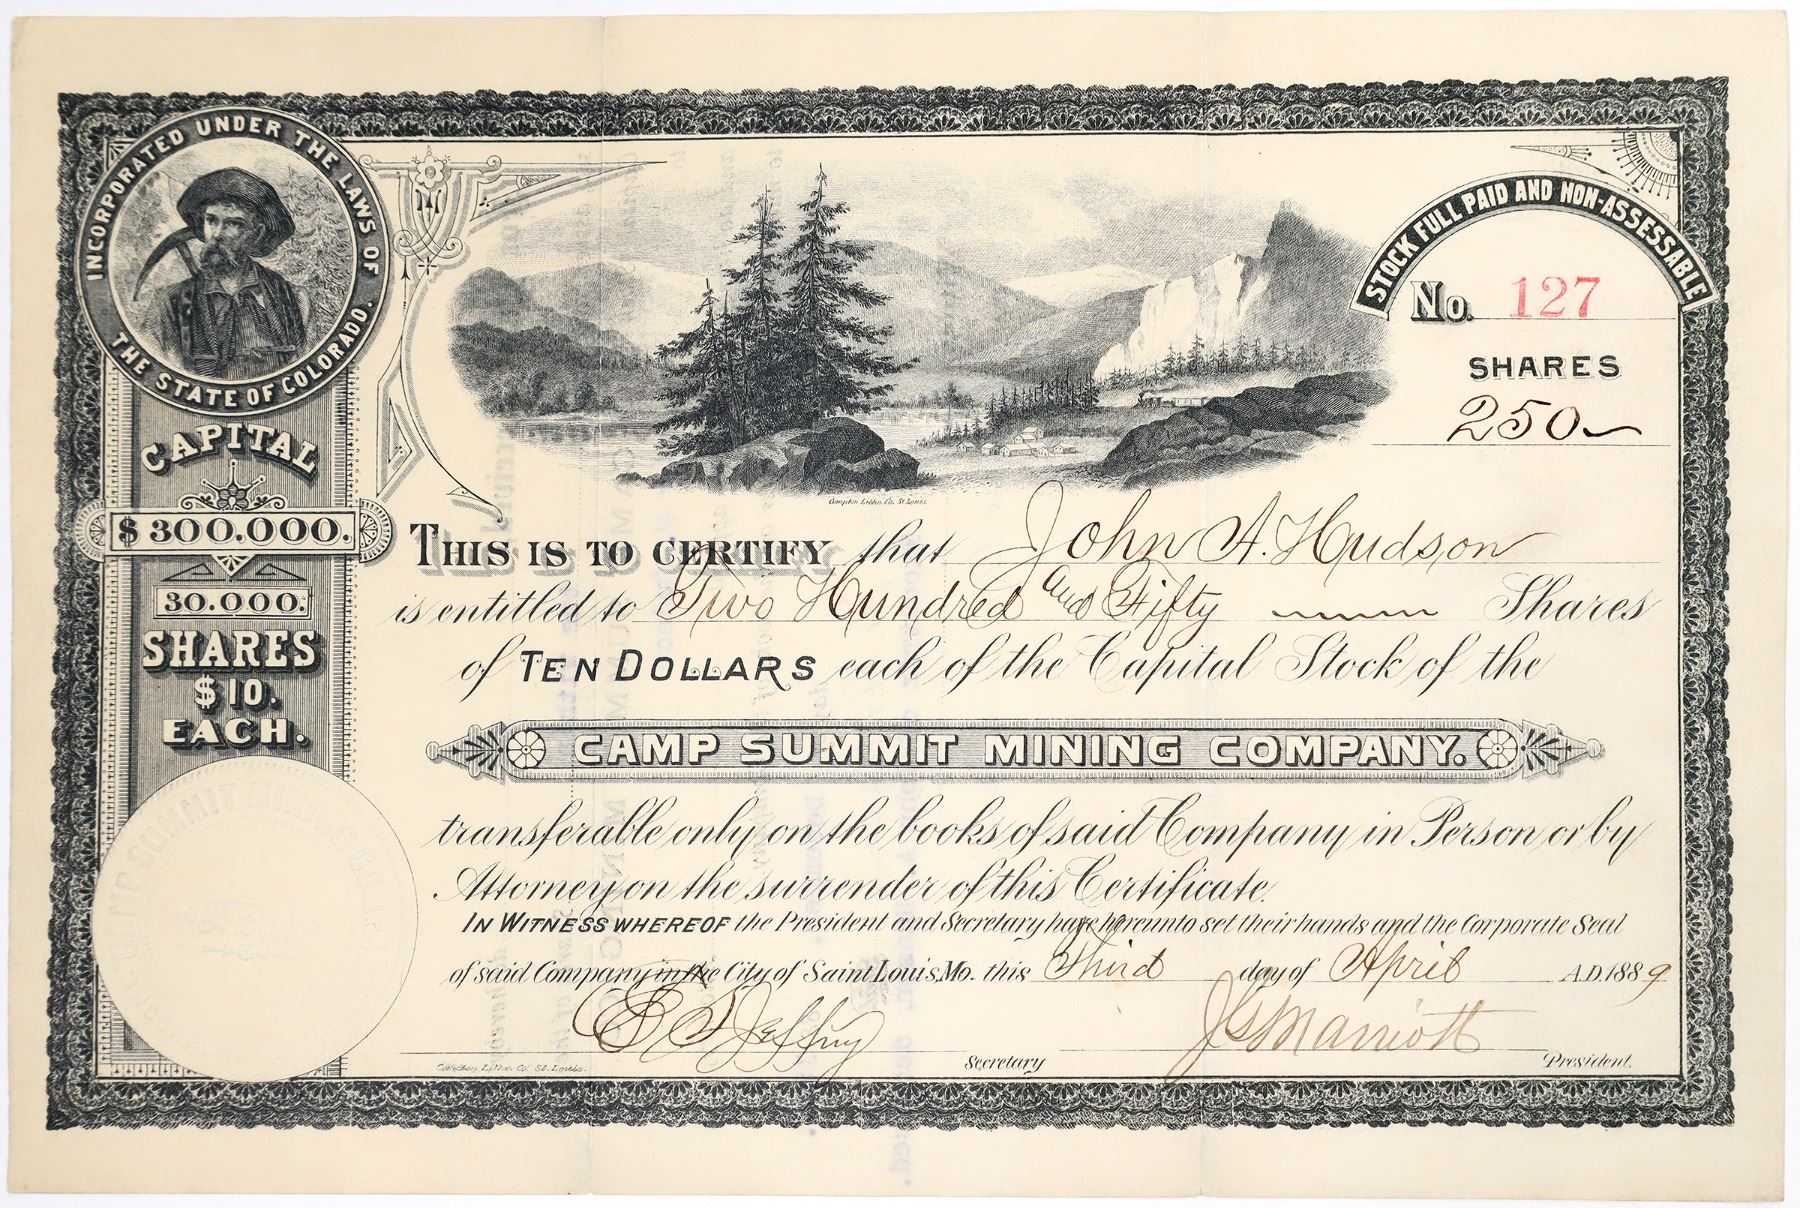 INCORPORATED UNDER THE LAWS OF
THE STATE OF COLORADO.
CAPITAL
$300.000.
30.000.
SHARES
$10.
EACH.
STOCK FULL PAID AND NON-ASSESSABLE
No. 127
SHARES
250
Compton Litho. Co. St. Louis.
THIS IS TO CERTIFY that John A. Hudson
is entitled to Two Hundred and Fifty Shares
of TEN DOLLARS each of the Capital Stock of the
CAMP SUMMIT MINING COMPANY.
transferable only on the books of said Company in Person or by
Attorney on the surrender of this Certificate.
IN WITNESS WHEREOF the President and Secretary have hereunto set their hands and the Corporate Seal
of said Company in the City of Saint Louis, Mo. this Third day of April A.D. 1889
J S Marriott
Secretary President.
Compton Litho. Co. St. Louis.
CAMP SUMMIT MINING CO.